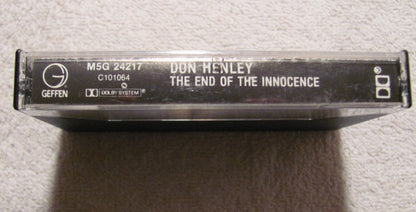 GEFFEN
M5G 24217
C101064
DOLBY SYSTEM
DON HENLEY
THE END OF THE INNOCENCE